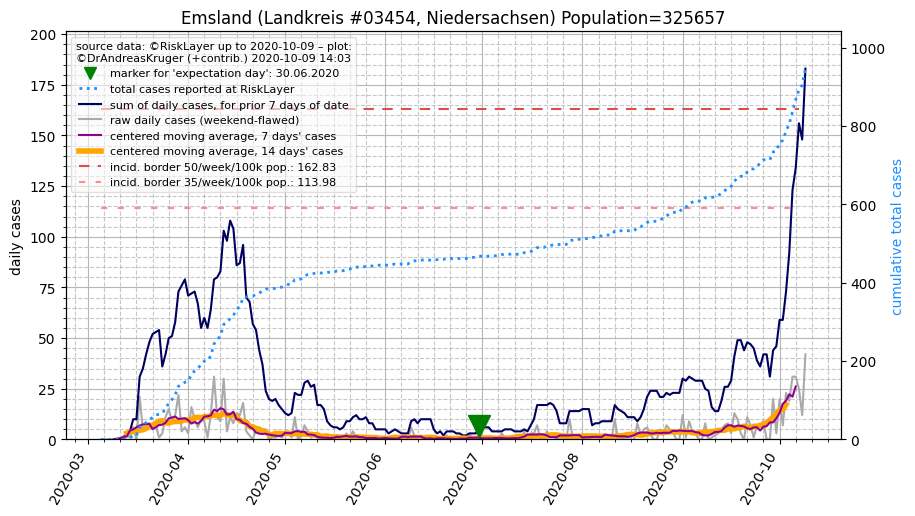 Emsland (Landkreis #03454, Niedersachsen) Population=325657
source data: ©RiskLayer up to 2020-10-09 – plot:
©DrAndreasKruger (+contrib.) 2020-10-09 14:03
marker for 'expectation day': 30.06.2020
total cases reported at RiskLayer
sum of daily cases, for prior 7 days of date
raw daily cases (weekend-flawed)
centered moving average, 7 days' cases
centered moving average, 14 days' cases
incid. border 50/week/100k pop.: 162.83
incid. border 35/week/100k pop.: 113.98
daily cases
200
175
150
125
100
75
50
25
0
cumulative total cases
1000
800
600
400
200
0
2020-03
2020-04
2020-05
2020-06
2020-07
2020-08
2020-09
2020-10